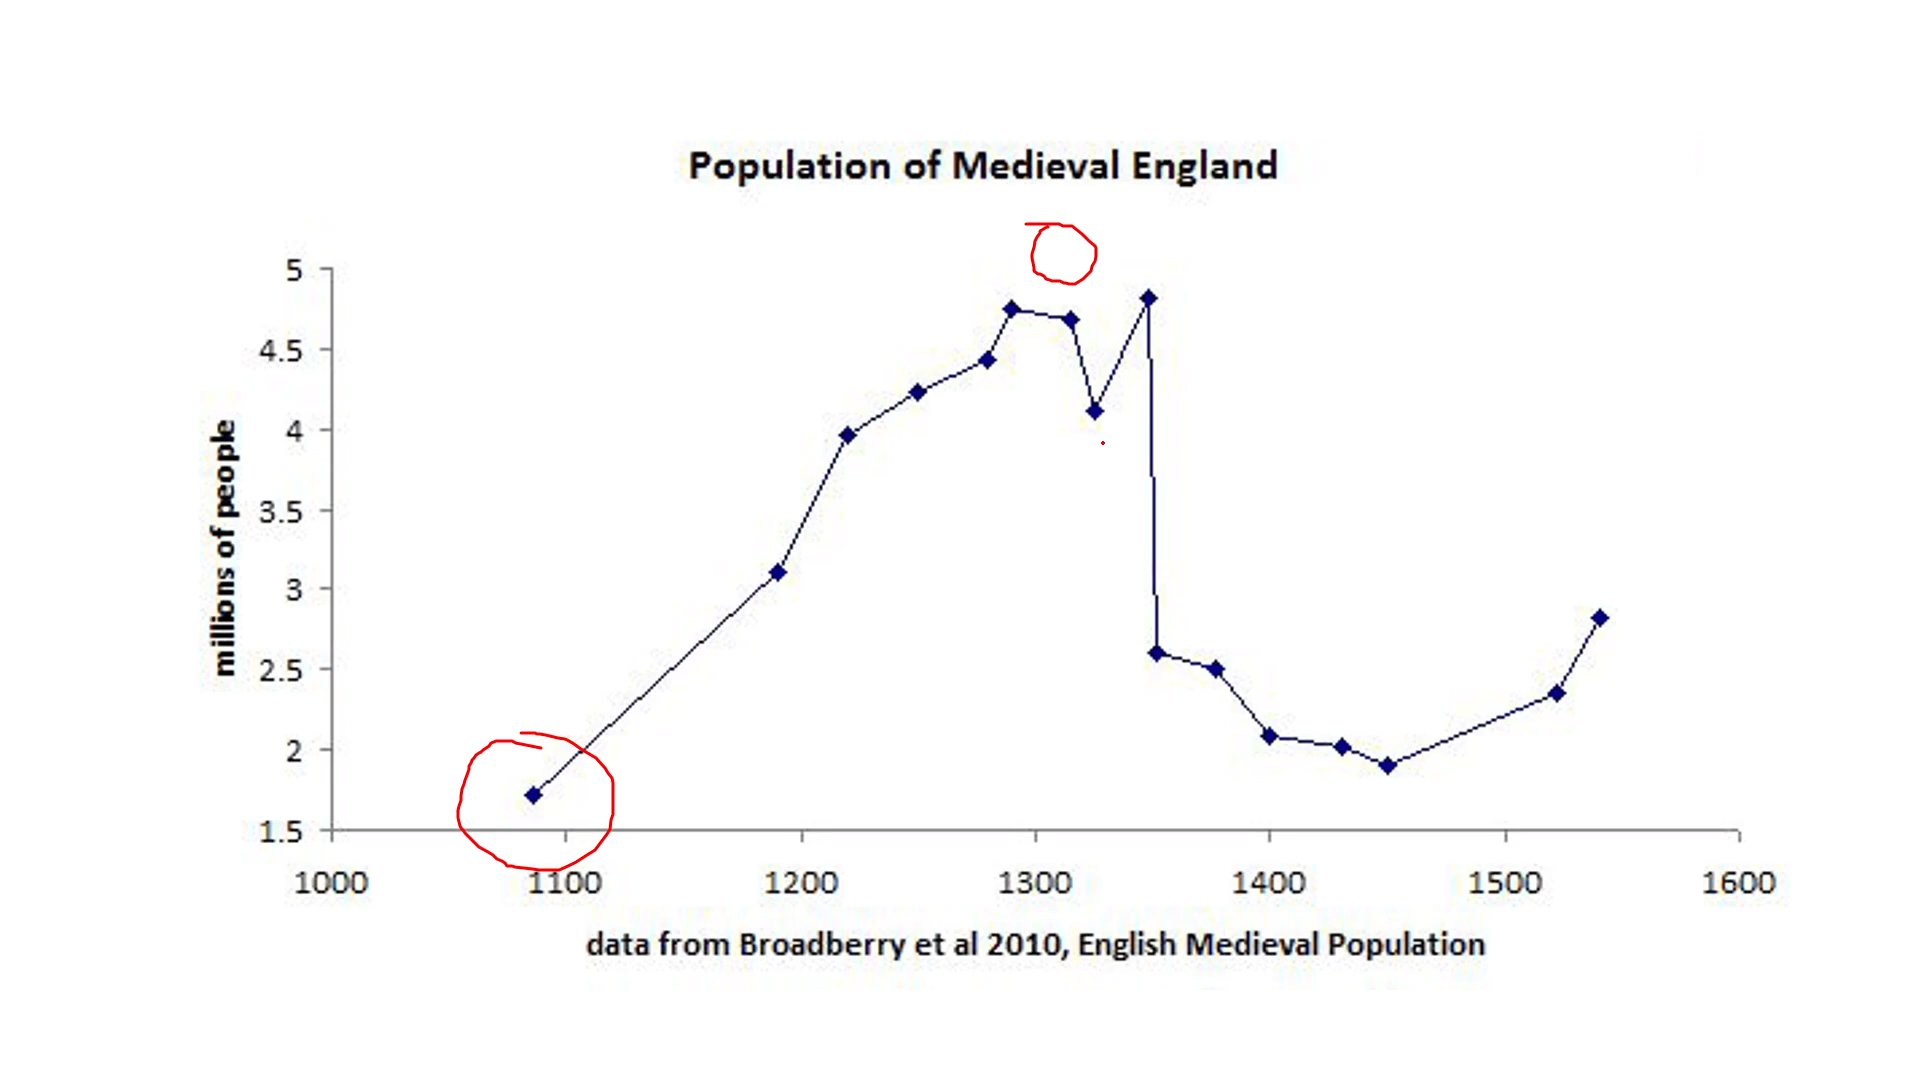 Population of Medieval England
5
4.5
4
3.5
3
2.5
2
1.5
millions of people
1000 1100 1200 1300 1400 1500 1600
data from Broadberry et al 2010, English Medieval Population